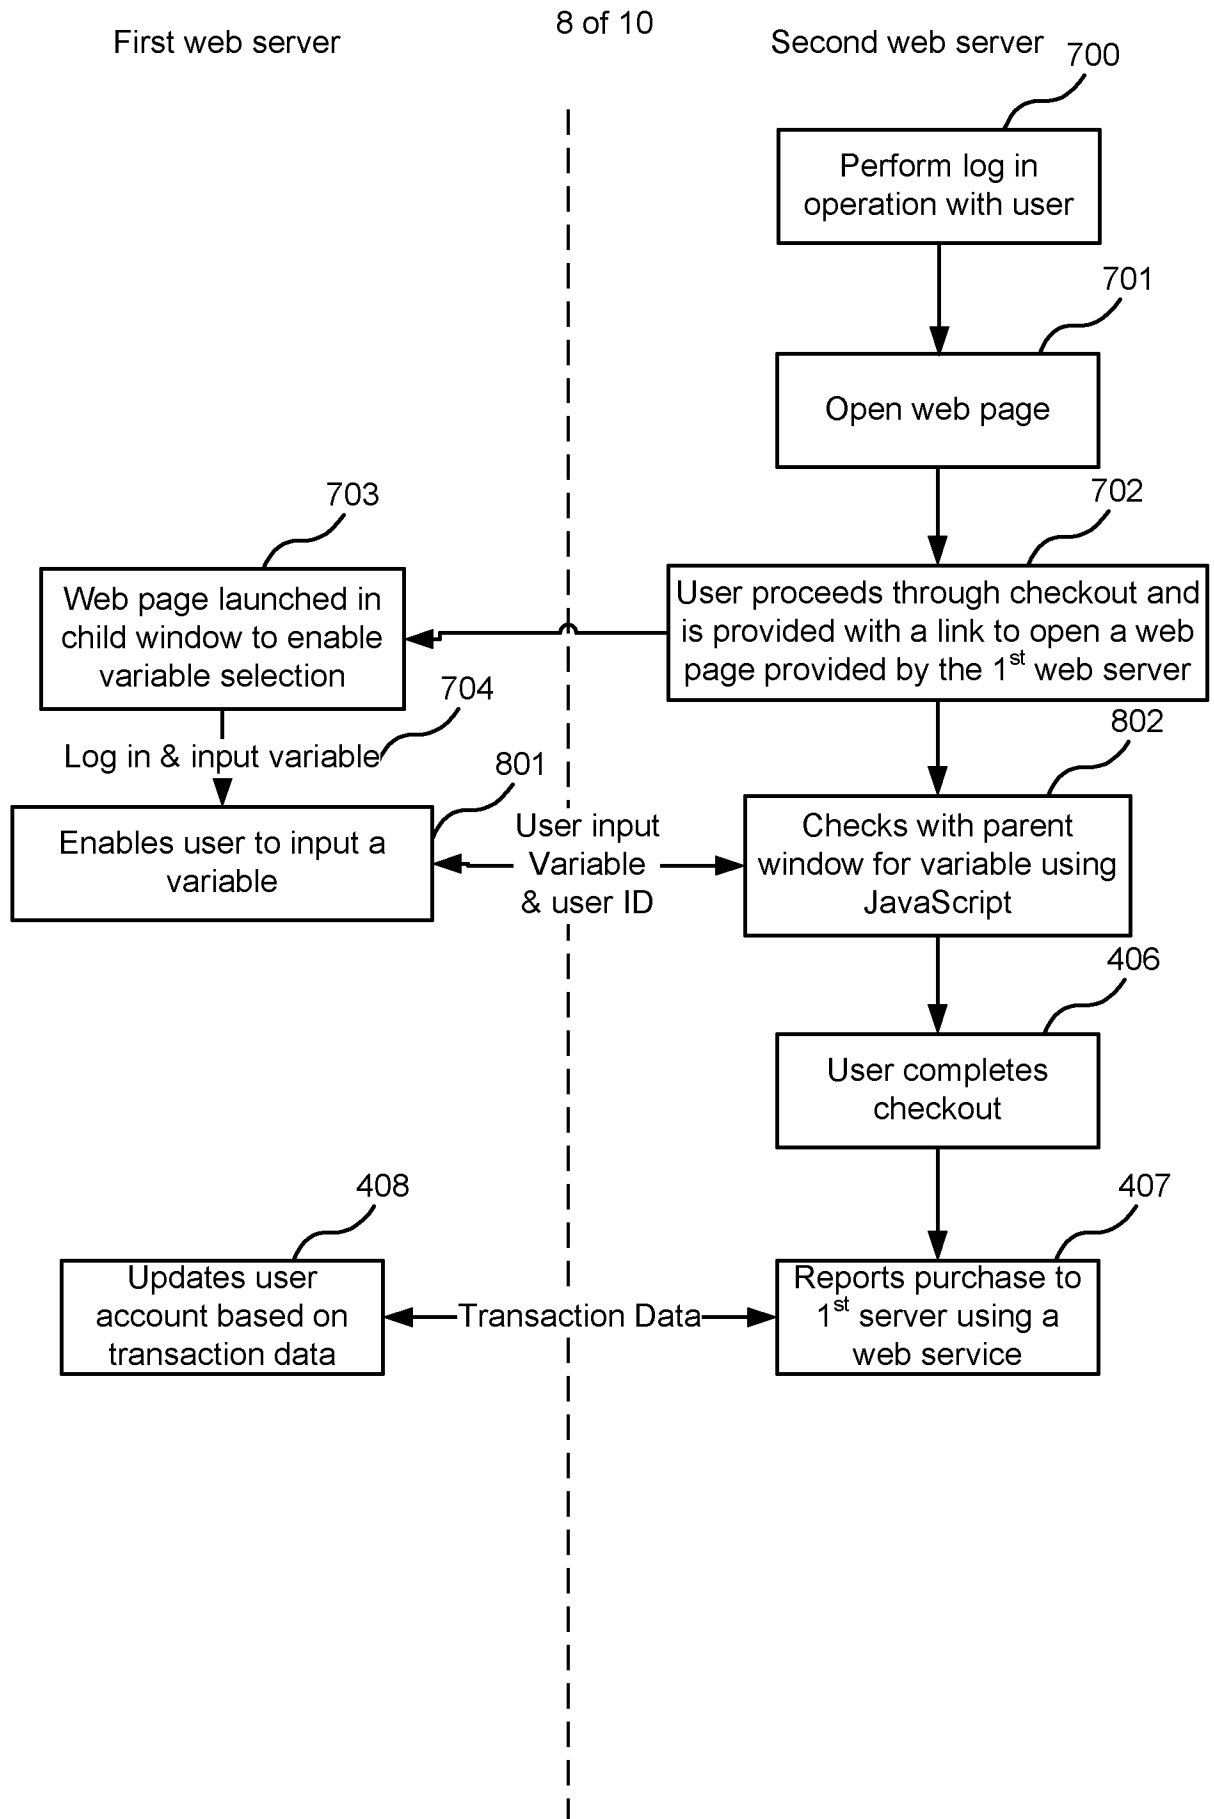 8 of 10
First web server
Second web server
700
Perform log in
operation with user
701
Open web page
702
User proceeds through checkout and
is provided with a link to open a web
page provided by the 1st web server
703
Web page launched in
child window to enable
variable selection
704
Log in & input variable
801
Enables user to input a
variable
User input
Variable
& user ID
802
Checks with parent
window for variable using
JavaScript
406
User completes
checkout
407
Reports purchase to
1st server using a
web service
Transaction Data
408
Updates user
account based on
transaction data